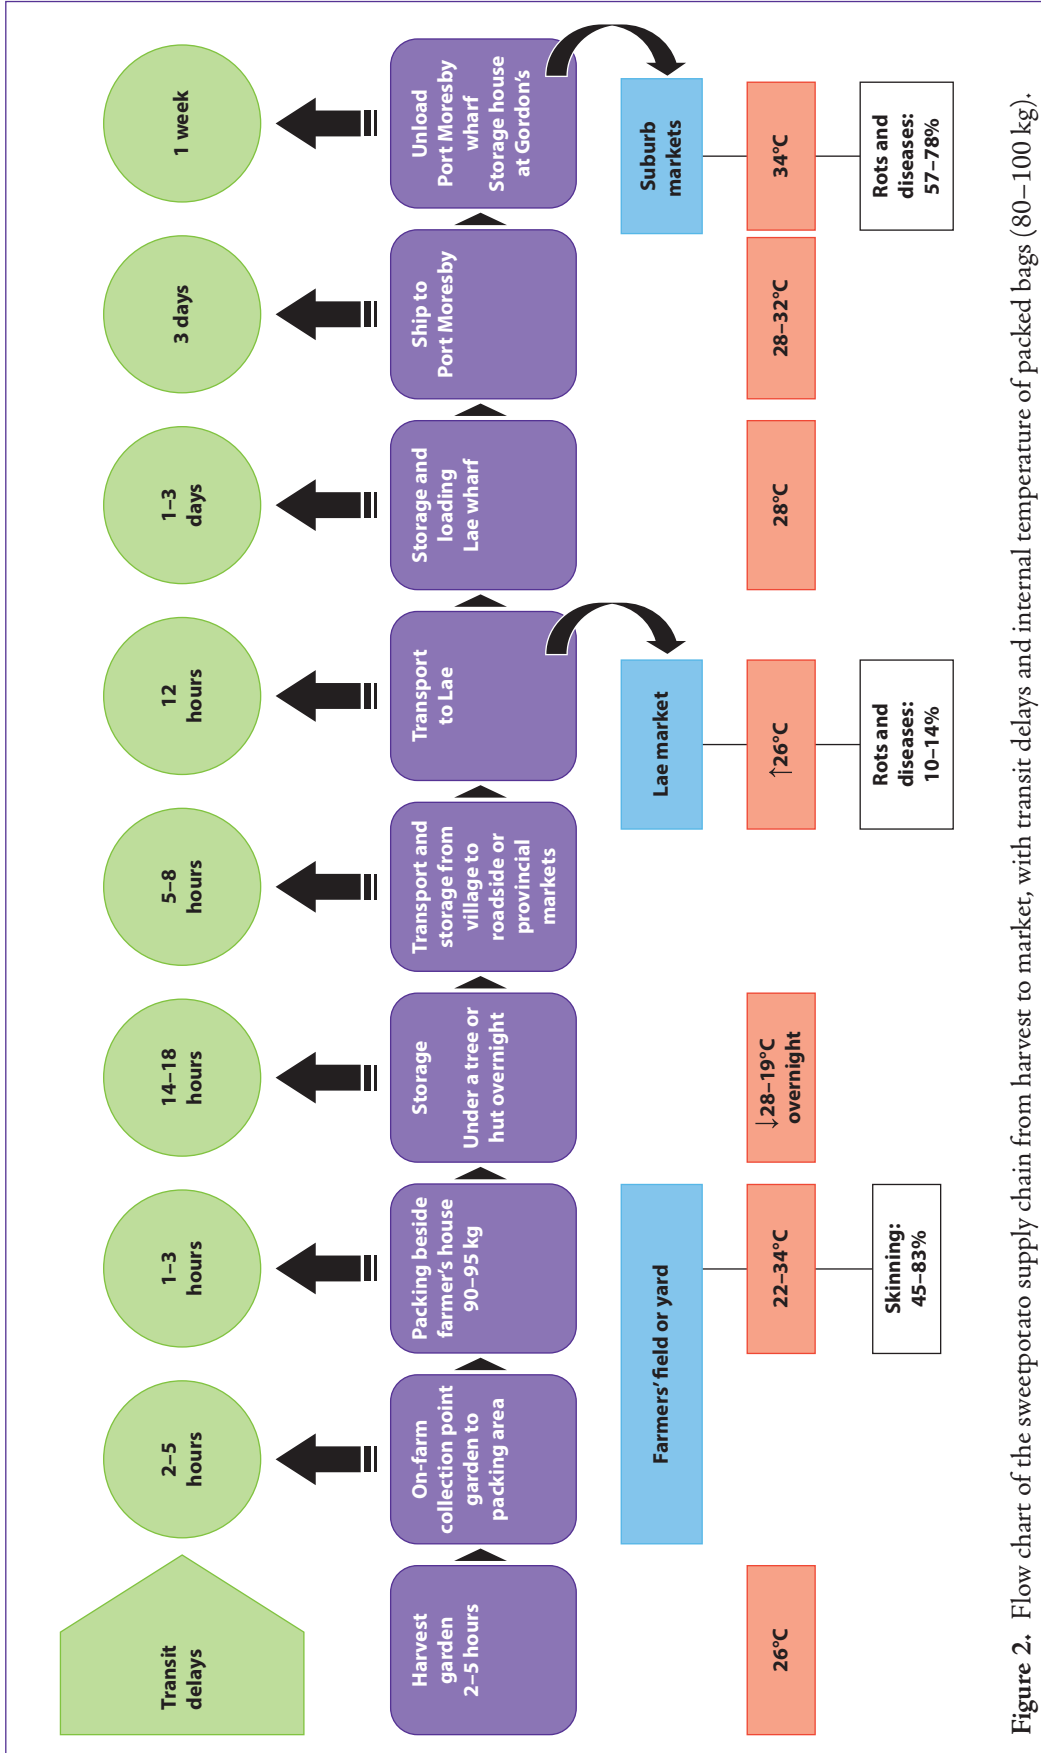 Transit
delays
2–5
hours
1–3
hours
14–18
hours
5–8
hours
12
hours
1–3
days
3 days
1 week
Harvest
garden
2–5 hours
On-farm
collection point
garden to
packing area
Packing beside
farmer’s house
90–95 kg
Storage
Under a tree or
hut overnight
Transport and
storage from
village to
roadside or
provincial
markets
Transport
to Lae
Storage and
loading
Lae wharf
Ship to
Port Moresby
Unload
Port Moresby
wharf
Storage house
at Gordon’s
Farmers’ field or yard
Lae market
Suburb
markets
26°C
22–34°C
↓28–19°C
overnight
↑26°C
28°C
28–32°C
34°C
Skinning:
45–83%
Rots and
diseases:
10–14%
Rots and
diseases:
57–78%
Figure 2. Flow chart of the sweetpotato supply chain from harvest to market, with transit delays and internal temperature of packed bags (80–100 kg).